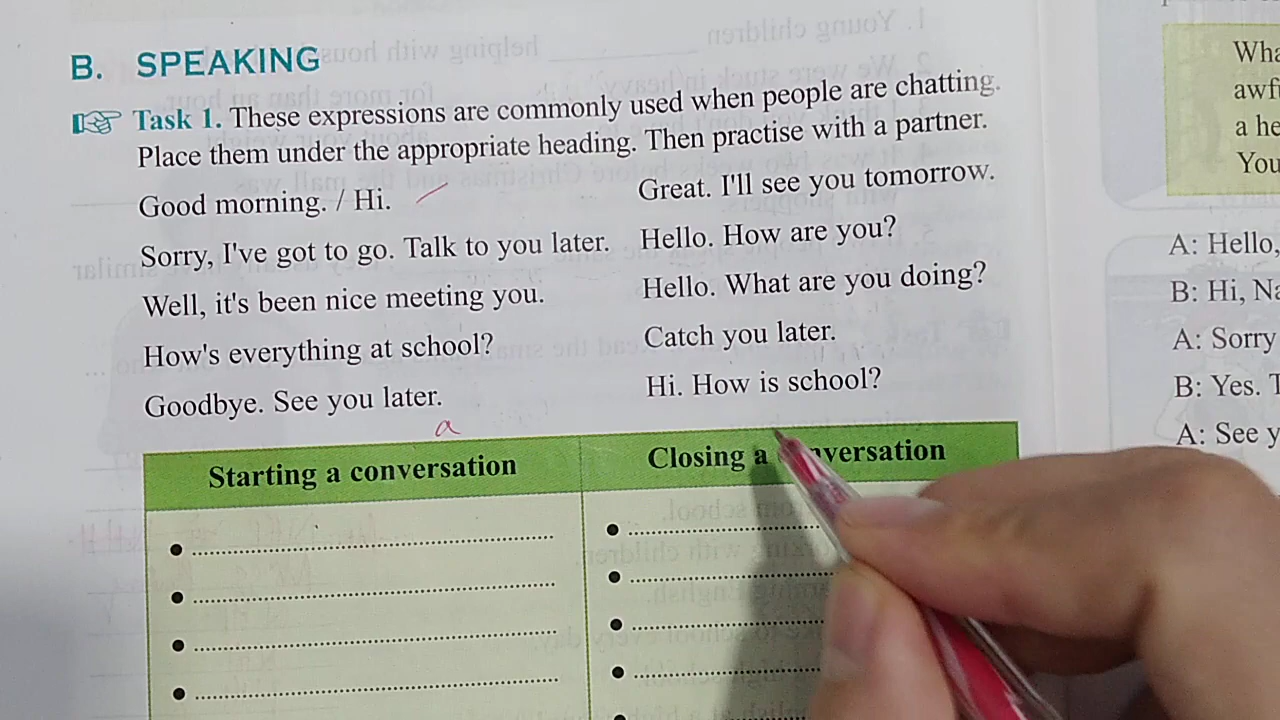 B. SPEAKING
Task 1. These expressions are commonly used when people are chatting.
Place them under the appropriate heading. Then practise with a partner.
Good morning. / Hi.
Sorry, I've got to go. Talk to you later.
Well, it's been nice meeting you.
How's everything at school?
Goodbye. See you later.
Great. I'll see you tomorrow.
Hello. How are you?
Hello. What are you doing?
Catch you later.
Hi. How is school?
a
Starting a conversation
Closing a nversation
Wha
awfu
a he
You
A: Hello,
B: Hi, Na
A: Sorry
B: Yes. T
A: See y